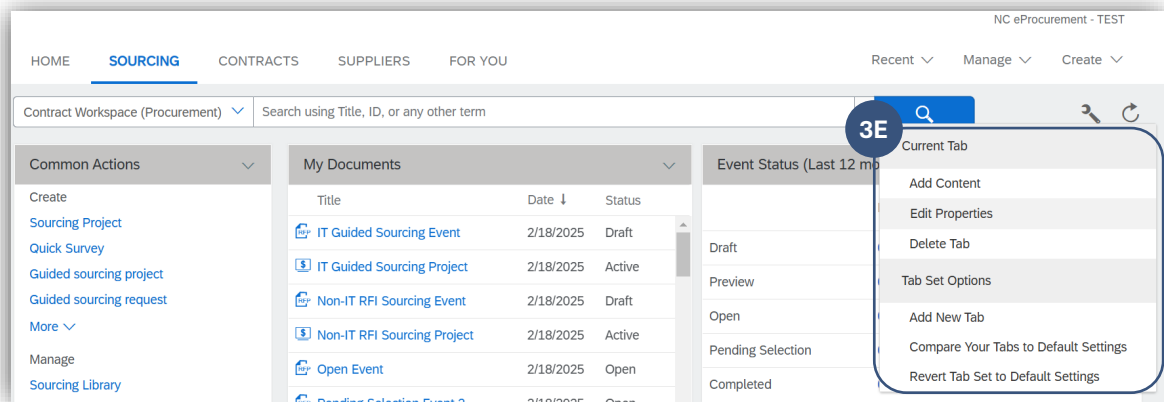 NC eProcurement - TEST
HOME SOURCING CONTRACTS SUPPLIERS FOR YOU Recent Manage Create
Contract Workspace (Procurement) Search using Title, ID, or any other term
3E
Common Actions
Create
Sourcing Project
Quick Survey
Guided sourcing project
Guided sourcing request
More
Manage
Sourcing Library
My Documents
Title Date ↓ Status
IT Guided Sourcing Event 2/18/2025 Draft
IT Guided Sourcing Project 2/18/2025 Active
Non-IT RFI Sourcing Event 2/18/2025 Draft
Non-IT RFI Sourcing Project 2/18/2025 Active
Open Event 2/18/2025 Open
Event Status (Last 12 mo
Draft
Preview
Open
Pending Selection
Completed
Current Tab
Add Content
Edit Properties
Delete Tab
Tab Set Options
Add New Tab
Compare Your Tabs to Default Settings
Revert Tab Set to Default Settings